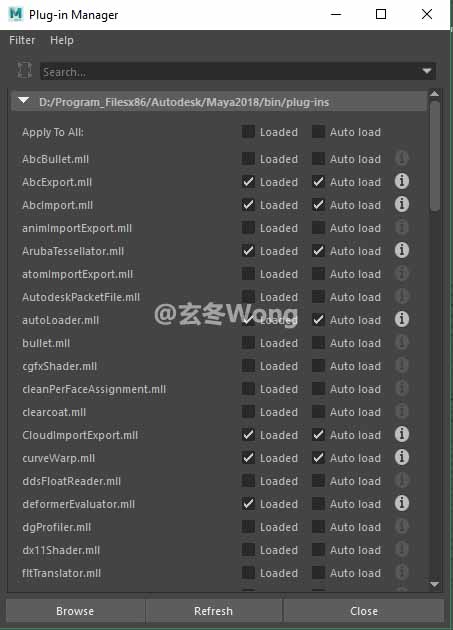 Plug-in Manager
Filter Help
Search...
D:/Program_Filesx86/Autodesk/Maya2018/bin/plug-ins
Apply To All: Loaded Auto load
AbcBullet.mll Loaded Auto load
AbcExport.mll Loaded Auto load
AbcImport.mll Loaded Auto load
animImportExport.mll Loaded Auto load
ArubaTessellator.mll Loaded Auto load
atomImportExport.mll Loaded Auto load
AutodeskPacketFile.mll Loaded Auto load
autoLoader.mll Loaded Auto load
@玄冬Wong
bullet.mll Loaded Auto load
cgfxShader.mll Loaded Auto load
cleanPerFaceAssignment.mll Loaded Auto load
clearcoat.mll Loaded Auto load
CloudImportExport.mll Loaded Auto load
curveWarp.mll Loaded Auto load
ddsFloatReader.mll Loaded Auto load
deformerEvaluator.mll Loaded Auto load
dgProfiler.mll Loaded Auto load
dx11Shader.mll Loaded Auto load
fltTranslator.mll Loaded Auto load
Browse Refresh Close